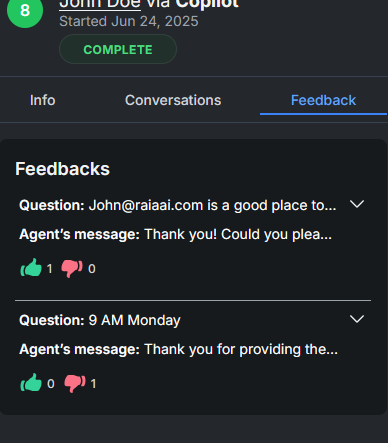 8
John Doe via Copilot
Started Jun 24, 2025
COMPLETE
Info Conversations Feedback
Feedbacks
Question: John@raiaai.com is a good place to...
Agent's message: Thank you! Could you plea...
1 0
Question: 9 AM Monday
Agent's message: Thank you for providing the...
0 1